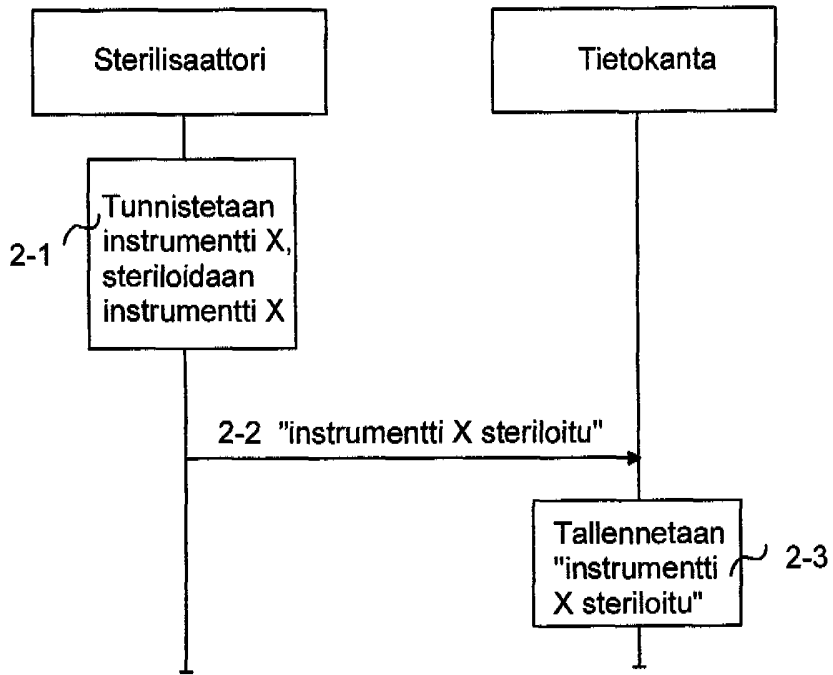 Sterilisaattori
Tietokanta
2-1
Tunnistetaan
instrumentti X,
steriloidaan
instrumentti X
2-2 "instrumentti X steriloitu"
Tallennetaan
"instrumentti
X steriloitu"
2-3